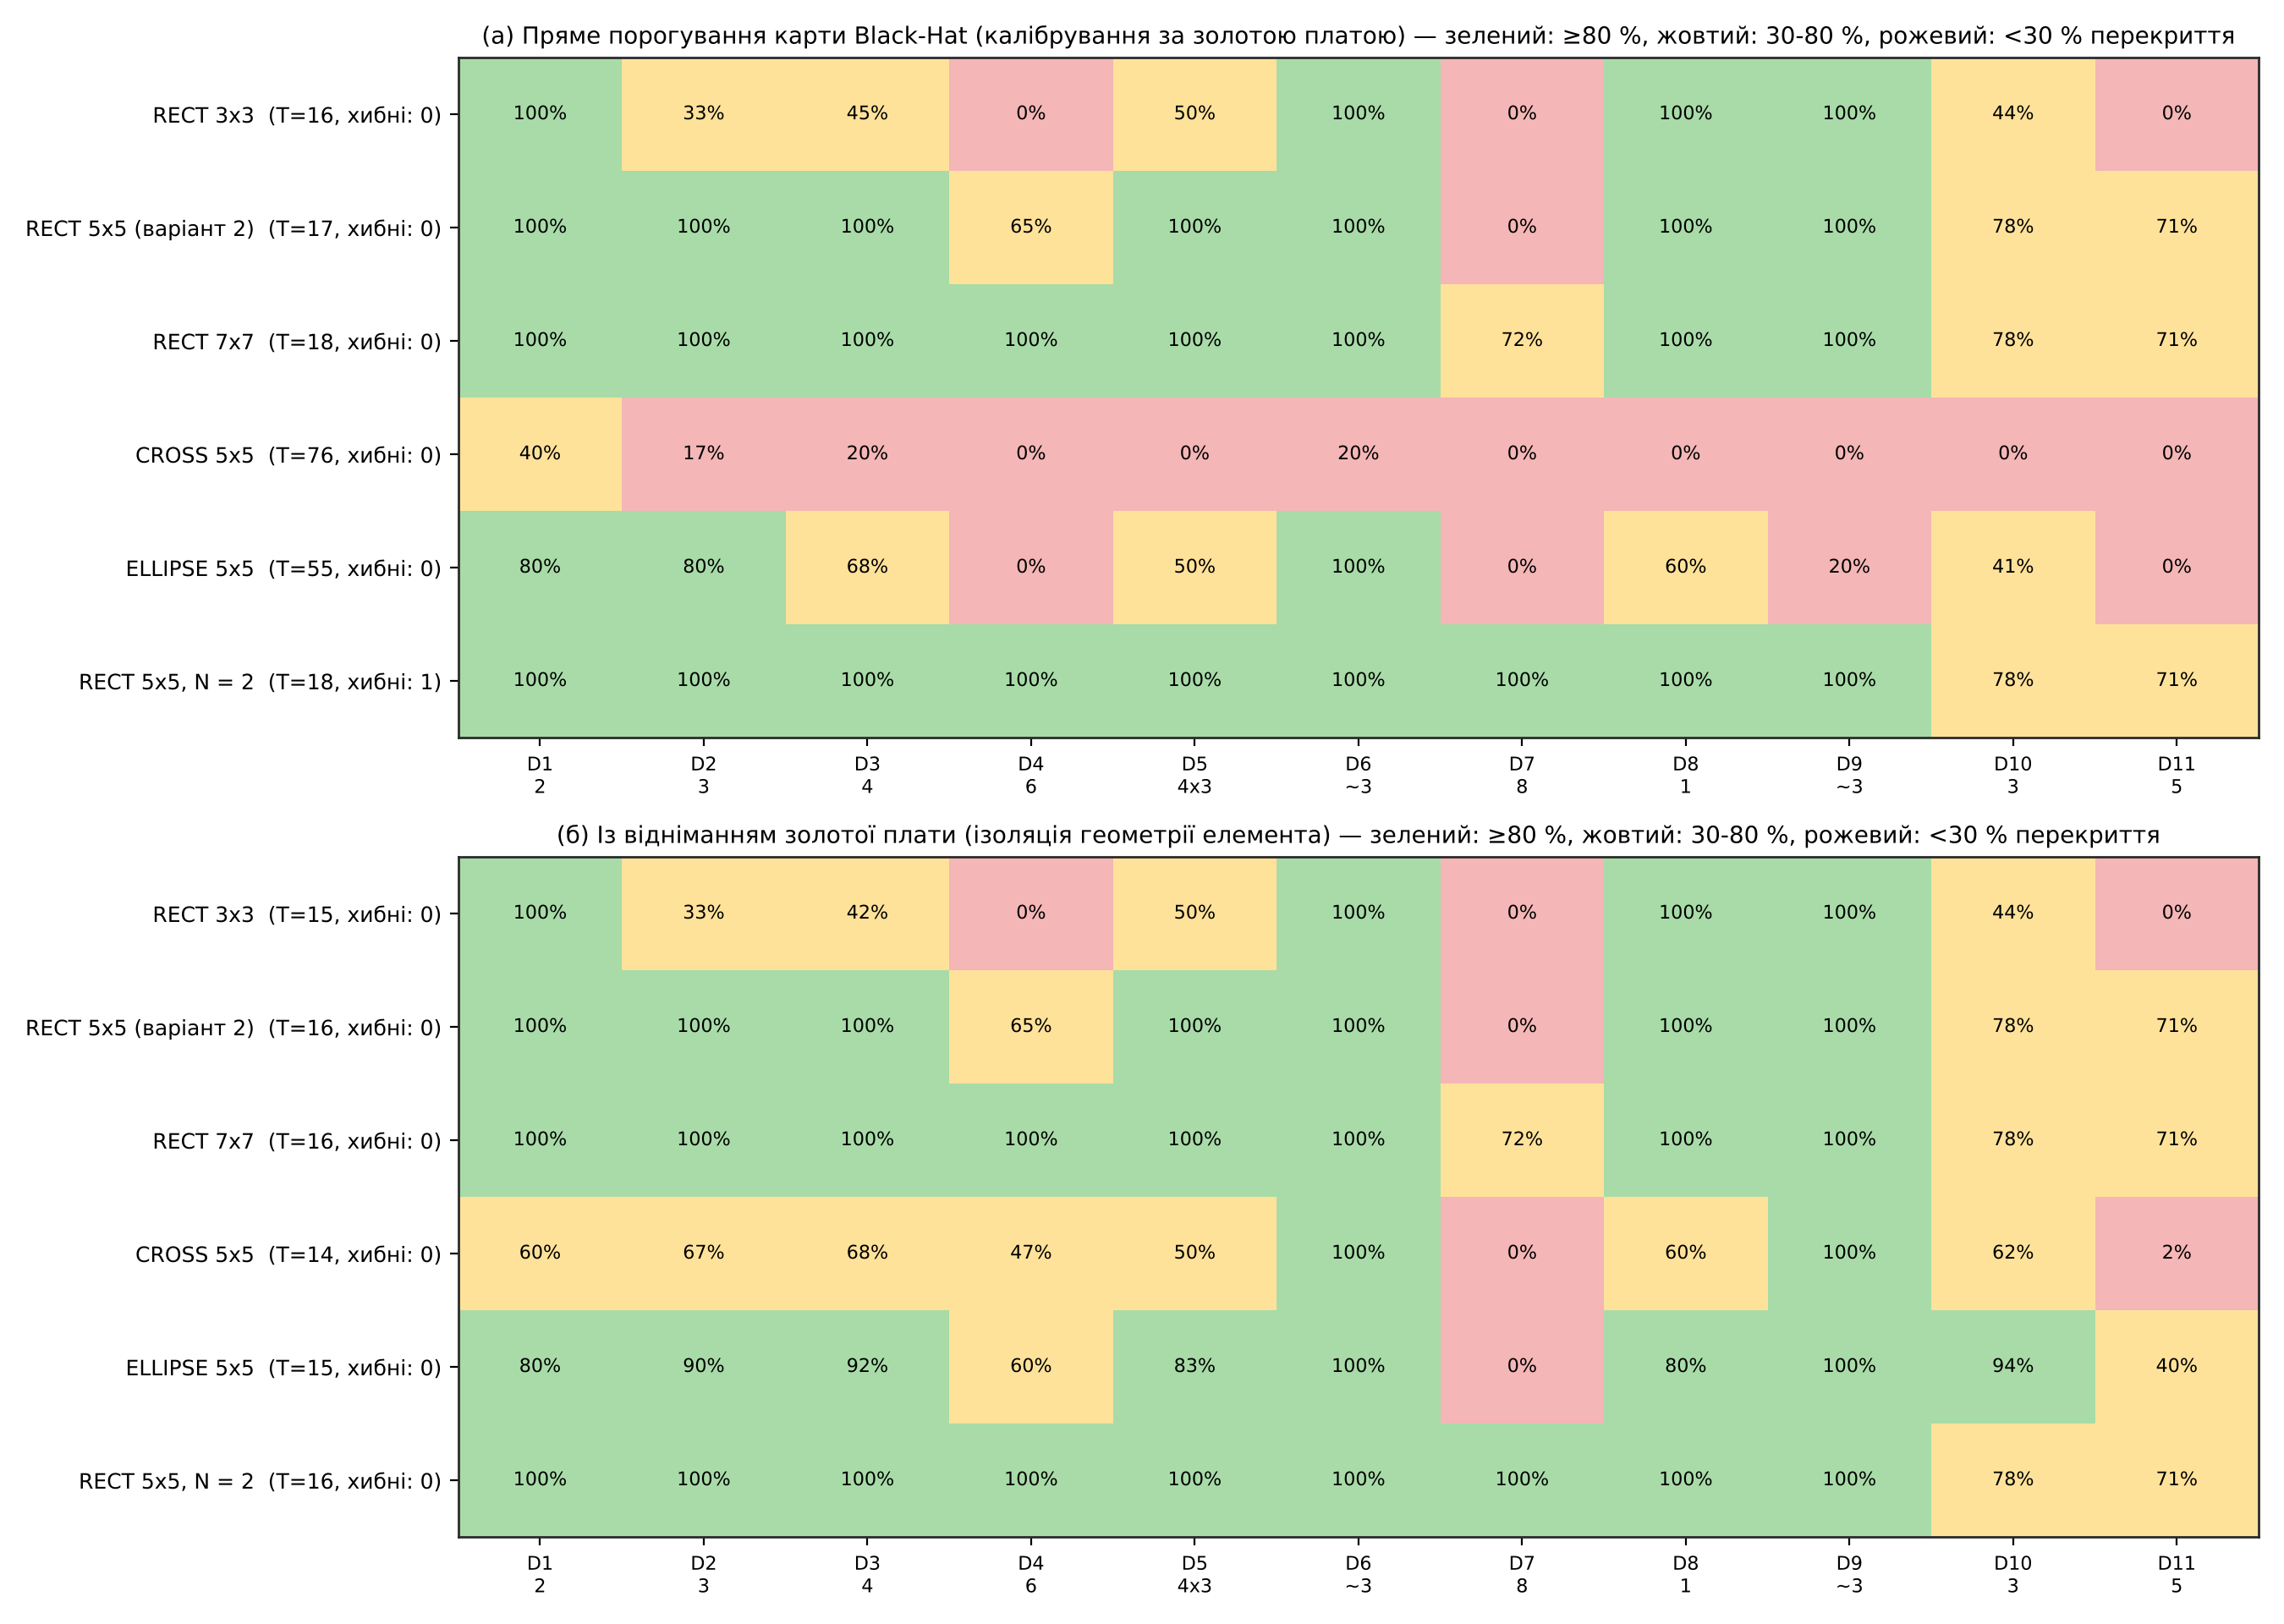 (а) Пряме порогування карти Black-Hat (калібрування за золотою платою) — зелений: ≥80 %, жовтий: 30-80 %, рожевий: <30 % перекриття
RECT 3x3 (T=16, хибні: 0) 100% 33% 45% 0% 50% 100% 0% 100% 100% 44% 0%
RECT 5x5 (варіант 2) (T=17, хибні: 0) 100% 100% 100% 65% 100% 100% 0% 100% 100% 78% 71%
RECT 7x7 (T=18, хибні: 0) 100% 100% 100% 100% 100% 100% 72% 100% 100% 78% 71%
CROSS 5x5 (T=76, хибні: 0) 40% 17% 20% 0% 0% 20% 0% 0% 0% 0% 0%
ELLIPSE 5x5 (T=55, хибні: 0) 80% 80% 68% 0% 50% 100% 0% 60% 20% 41% 0%
RECT 5x5, N = 2 (T=18, хибні: 1) 100% 100% 100% 100% 100% 100% 100% 100% 100% 78% 71%
D1 D2 D3 D4 D5 D6 D7 D8 D9 D10 D11
2 3 4 6 4x3 ~3 8 1 ~3 3 5
(б) Із відніманням золотої плати (ізоляція геометрії елемента) — зелений: ≥80 %, жовтий: 30-80 %, рожевий: <30 % перекриття
RECT 3x3 (T=15, хибні: 0) 100% 33% 42% 0% 50% 100% 0% 100% 100% 44% 0%
RECT 5x5 (варіант 2) (T=16, хибні: 0) 100% 100% 100% 65% 100% 100% 0% 100% 100% 78% 71%
RECT 7x7 (T=16, хибні: 0) 100% 100% 100% 100% 100% 100% 72% 100% 100% 78% 71%
CROSS 5x5 (T=14, хибні: 0) 60% 67% 68% 47% 50% 100% 0% 60% 100% 62% 2%
ELLIPSE 5x5 (T=15, хибні: 0) 80% 90% 92% 60% 83% 100% 0% 80% 100% 94% 40%
RECT 5x5, N = 2 (T=16, хибні: 0) 100% 100% 100% 100% 100% 100% 100% 100% 100% 78% 71%
D1 D2 D3 D4 D5 D6 D7 D8 D9 D10 D11
2 3 4 6 4x3 ~3 8 1 ~3 3 5